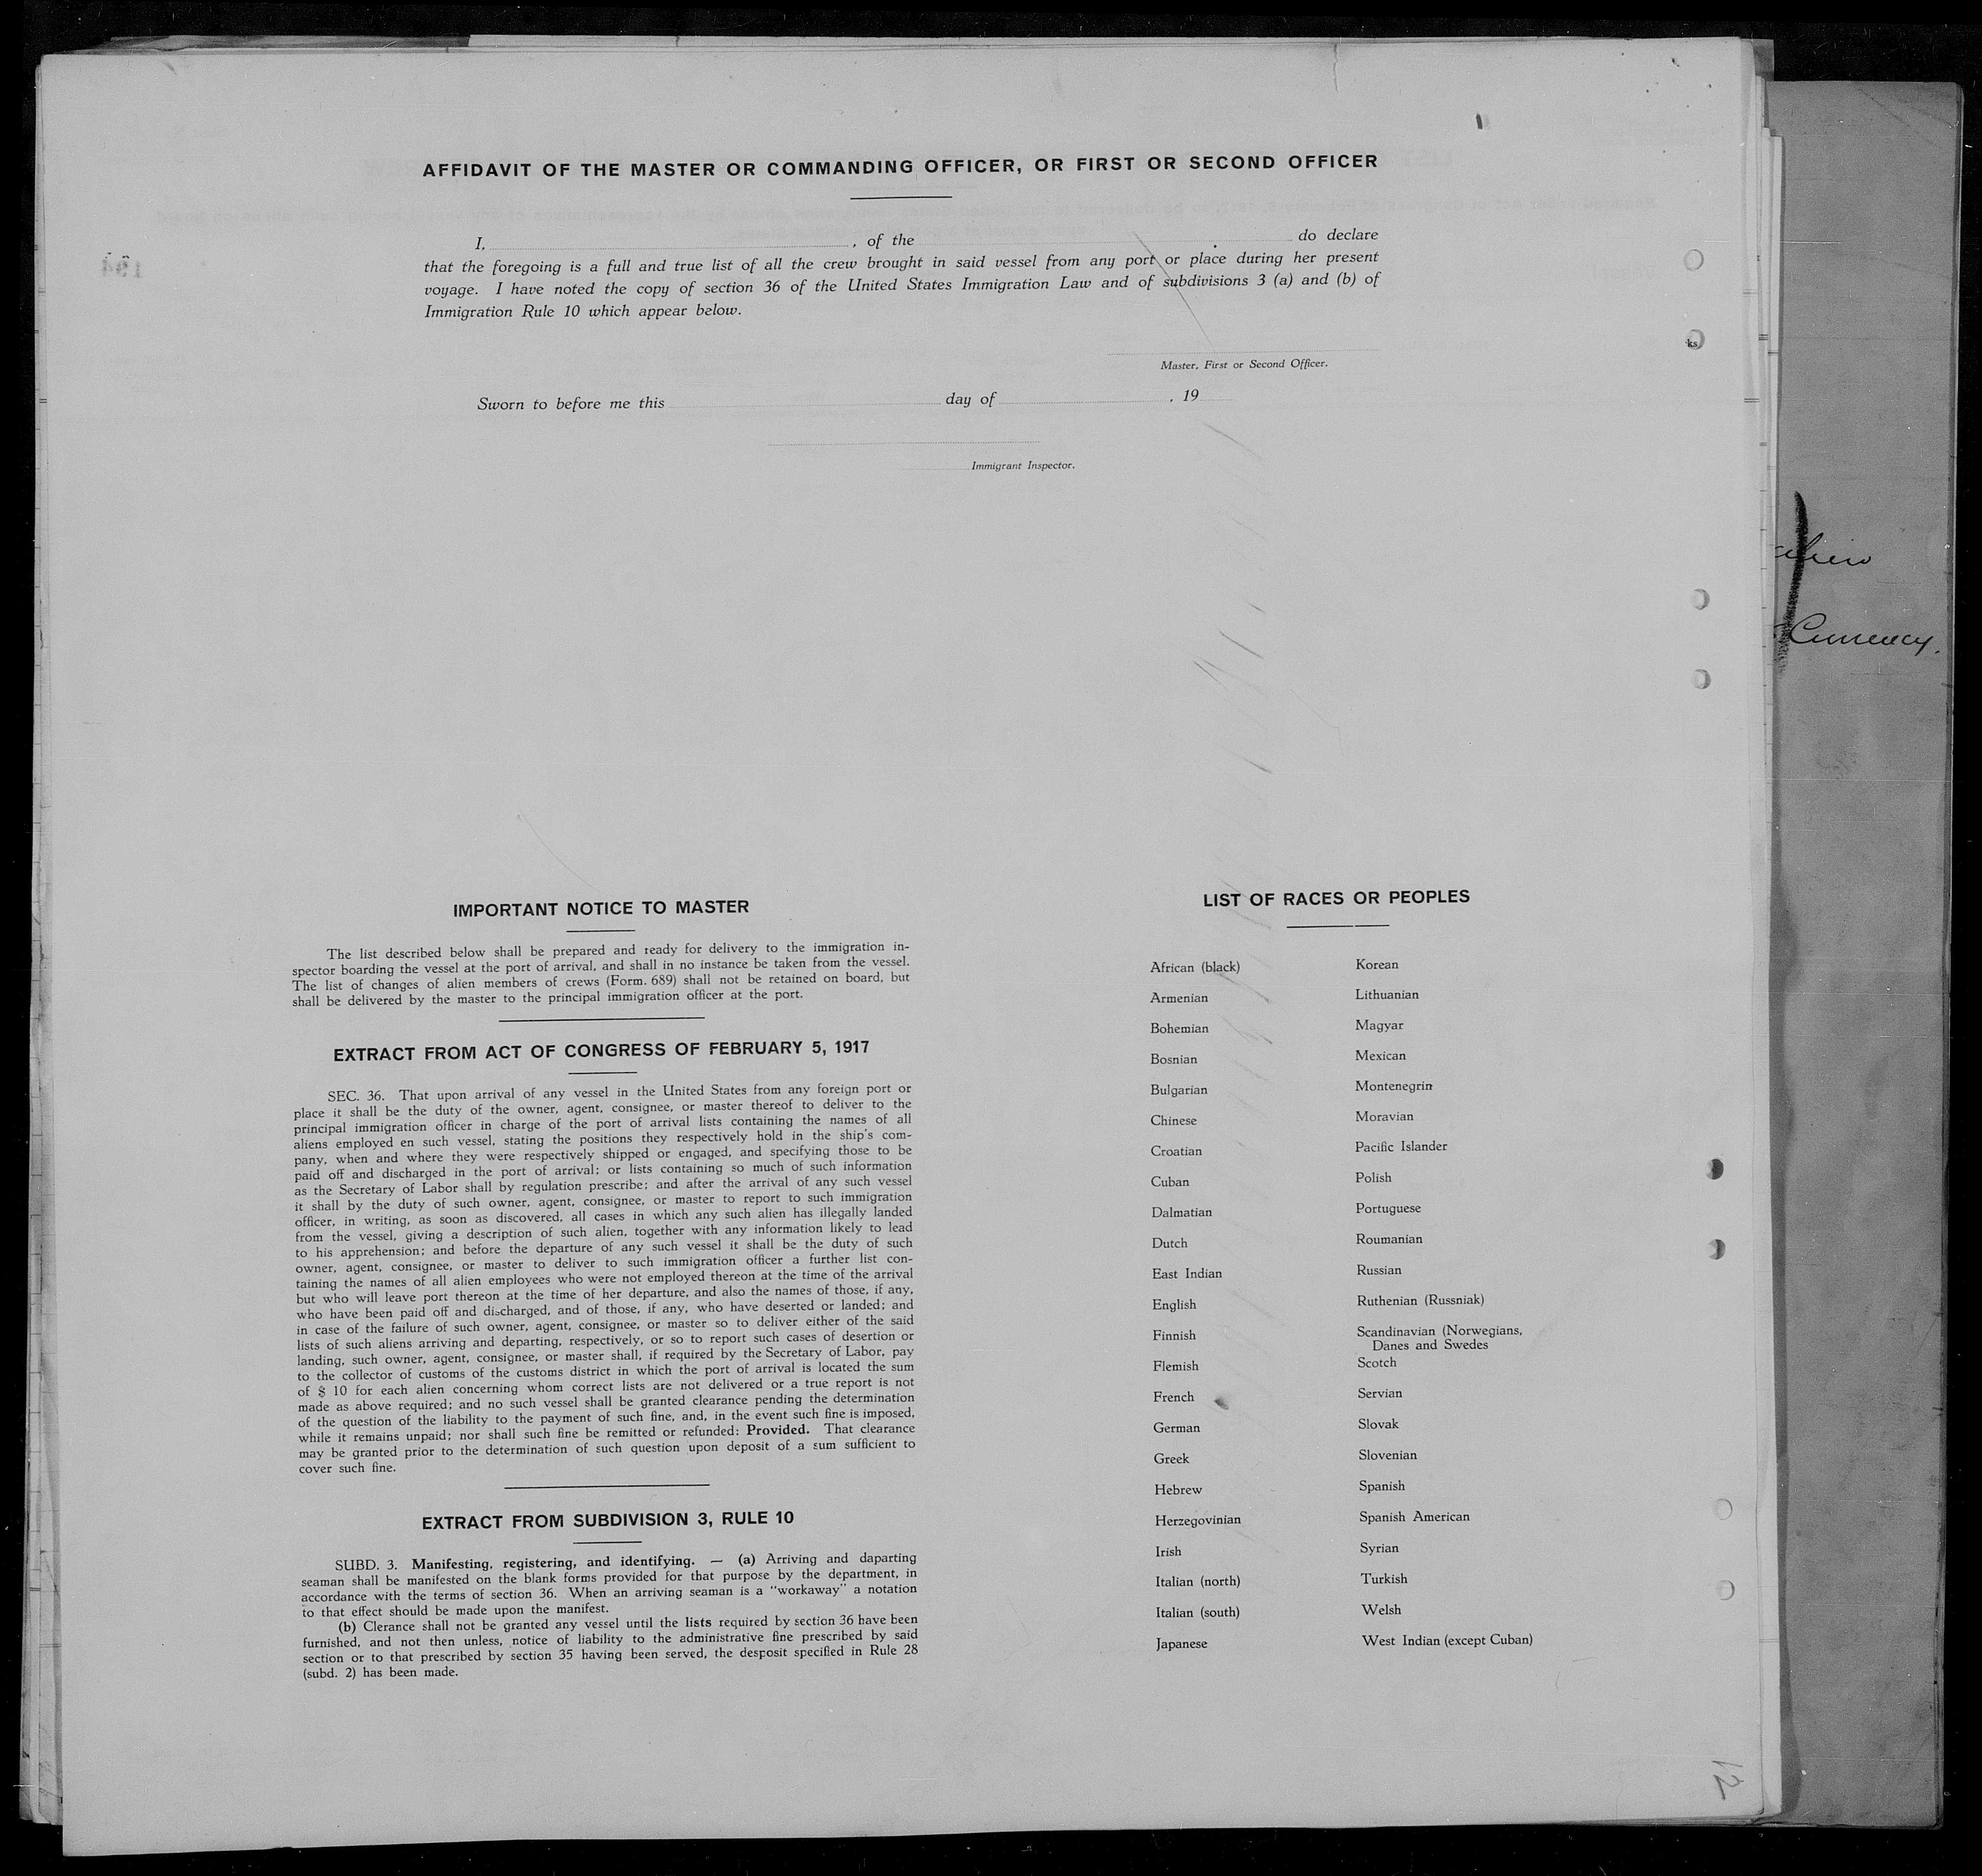 AFFIDAVIT OF THE MASTER OR COMMANDING OFFICER, OR FIRST OR SECOND OFFICER
I, , of the do declare
that the foregoing is a full and true list of all the crew brought in said vessel from any port or place during her present
voyage. I have noted the copy of section 36 of the United States Immigration Law and of subdivisions 3 (a) and (b) of
Immigration Rule 10 which appear below.
Master, First or Second Officer.
Sworn to before me this day of , 19
Immigrant Inspector.
ks
Currency.
IMPORTANT NOTICE TO MASTER
The list described below shall be prepared and ready for delivery to the immigration in-
spector boarding the vessel at the port of arrival, and shall in no instance be taken from the vessel.
The list of changes of alien members of crews (Form. 689) shall not be retained on board, but
shall be delivered by the master to the principal immigration officer at the port.
EXTRACT FROM ACT OF CONGRESS OF FEBRUARY 5, 1917
SEC. 36. That upon arrival of any vessel in the United States from any foreign port or
place it shall be the duty of the owner, agent, consignee, or master thereof to deliver to the
principal immigration officer in charge of the port of arrival lists containing the names of all
aliens employed en such vessel, stating the positions they respectively hold in the ship's com-
pany, when and where they were respectively shipped or engaged, and specifying those to be
paid off and discharged in the port of arrival; or lists containing so much of such information
as the Secretary of Labor shall by regulation prescribe; and after the arrival of any such vessel
it shall by the duty of such owner, agent, consignee, or master to report to such immigration
officer, in writing, as soon as discovered, all cases in which any such alien has illegally landed
from the vessel, giving a description of such alien, together with any information likely to lead
to his apprehension; and before the departure of any such vessel it shall be the duty of such
owner, agent, consignee, or master to deliver to such immigration officer a further list con-
taining the names of all alien employees who were not employed thereon at the time of the arrival
but who will leave port thereon at the time of her departure, and also the names of those, if any,
who have been paid off and discharged, and of those, if any, who have deserted or landed; and
in case of the failure of such owner, agent, consignee, or master so to deliver either of the said
lists of such aliens arriving and departing, respectively, or so to report such cases of desertion or
landing, such owner, agent, consignee, or master shall, if required by the Secretary of Labor, pay
to the collector of customs of the customs district in which the port of arrival is located the sum
of $ 10 for each alien concerning whom correct lists are not delivered or a true report is not
made as above required; and no such vessel shall be granted clearance pending the determination
of the question of the liability to the payment of such fine, and, in the event such fine is imposed,
while it remains unpaid; nor shall such fine be remitted or refunded: Provided. That clearance
may be granted prior to the determination of such question upon deposit of a sum sufficient to
cover such fine.
EXTRACT FROM SUBDIVISION 3, RULE 10
SUBD. 3. Manifesting, registering, and identifying. — (a) Arriving and daparting
seaman shall be manifested on the blank forms provided for that purpose by the department, in
accordance with the terms of section 36. When an arriving seaman is a "workaway" a notation
to that effect should be made upon the manifest.
(b) Clerance shall not be granted any vessel until the lists required by section 36 have been
furnished, and not then unless, notice of liability to the administrative fine prescribed by said
section or to that prescribed by section 35 having been served, the desposit specified in Rule 28
(subd. 2) has been made.
LIST OF RACES OR PEOPLES
African (black)
Armenian
Bohemian
Bosnian
Bulgarian
Chinese
Croatian
Cuban
Dalmatian
Dutch
East Indian
English
Finnish
Flemish
French
German
Greek
Hebrew
Herzegovinian
Irish
Italian (north)
Italian (south)
Japanese
Korean
Lithuanian
Magyar
Mexican
Montenegrin
Moravian
Pacific Islander
Polish
Portuguese
Roumanian
Russian
Ruthenian (Russniak)
Scandinavian (Norwegians,
Danes and Swedes
Scotch
Servian
Slovak
Slovenian
Spanish
Spanish American
Syrian
Turkish
Welsh
West Indian (except Cuban)
12